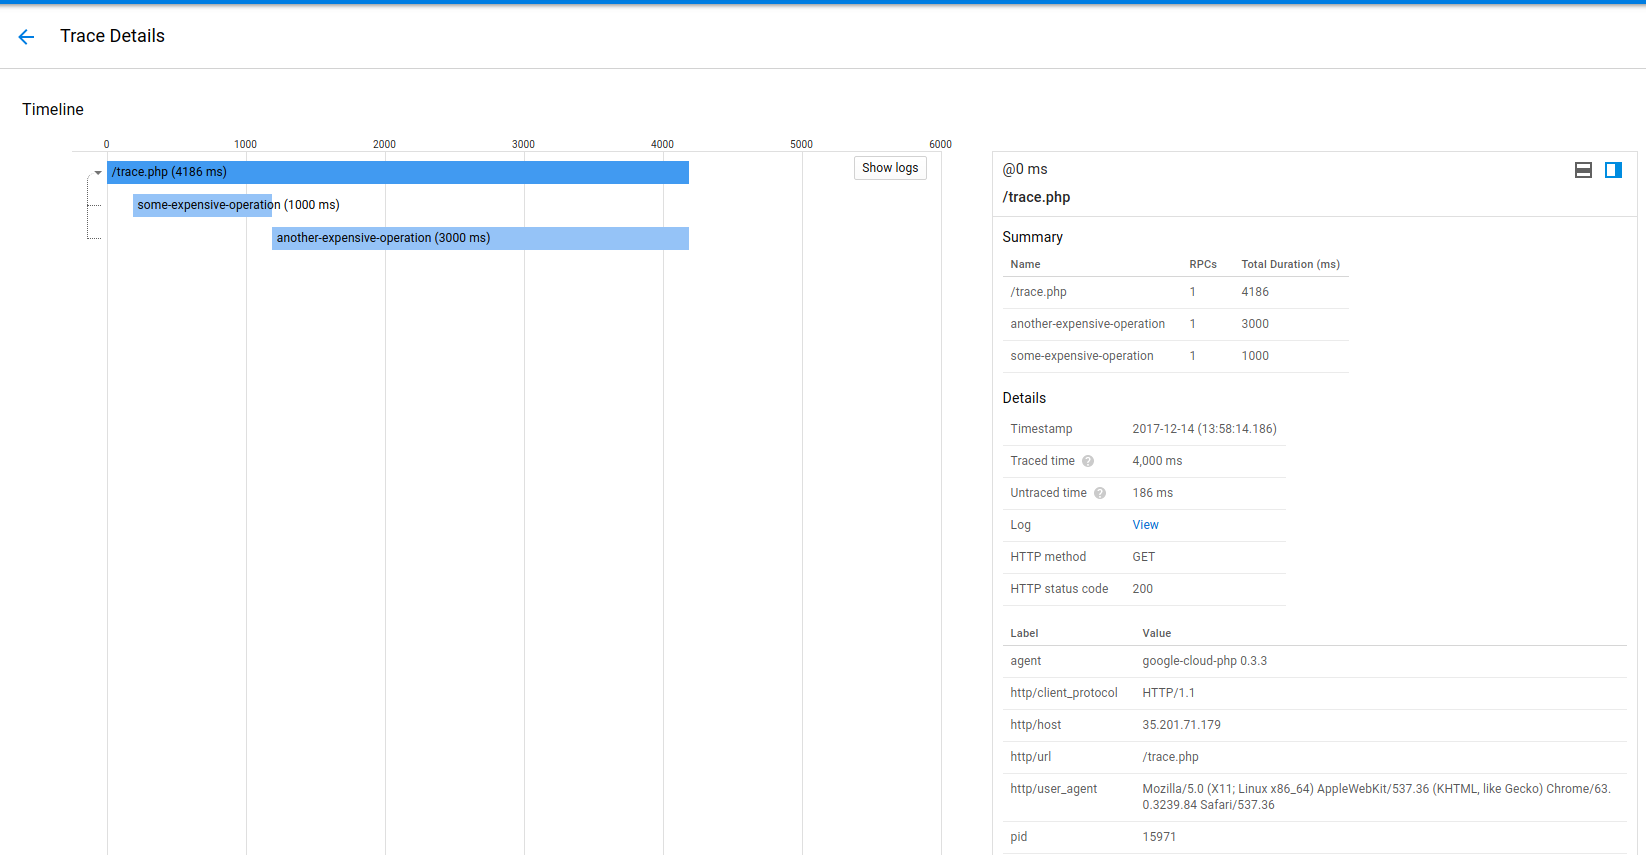 Trace Details
Timeline
0 1000 2000 3000 4000 5000 6000
/trace.php (4186 ms)
Show logs
some-expensive-operation (1000 ms)
another-expensive-operation (3000 ms)
@0 ms
/trace.php
Summary
Name RPCs Total Duration (ms)
/trace.php 1 4186
another-expensive-operation 1 3000
some-expensive-operation 1 1000
Details
Timestamp 2017-12-14 (13:58:14.186)
Traced time ? 4,000 ms
Untraced time ? 186 ms
Log View
HTTP method GET
HTTP status code 200
Label Value
agent google-cloud-php 0.3.3
http/client_protocol HTTP/1.1
http/host 35.201.71.179
http/url /trace.php
http/user_agent Mozilla/5.0 (X11; Linux x86_64) AppleWebKit/537.36 (KHTML, like Gecko) Chrome/63.
0.3239.84 Safari/537.36
pid 15971